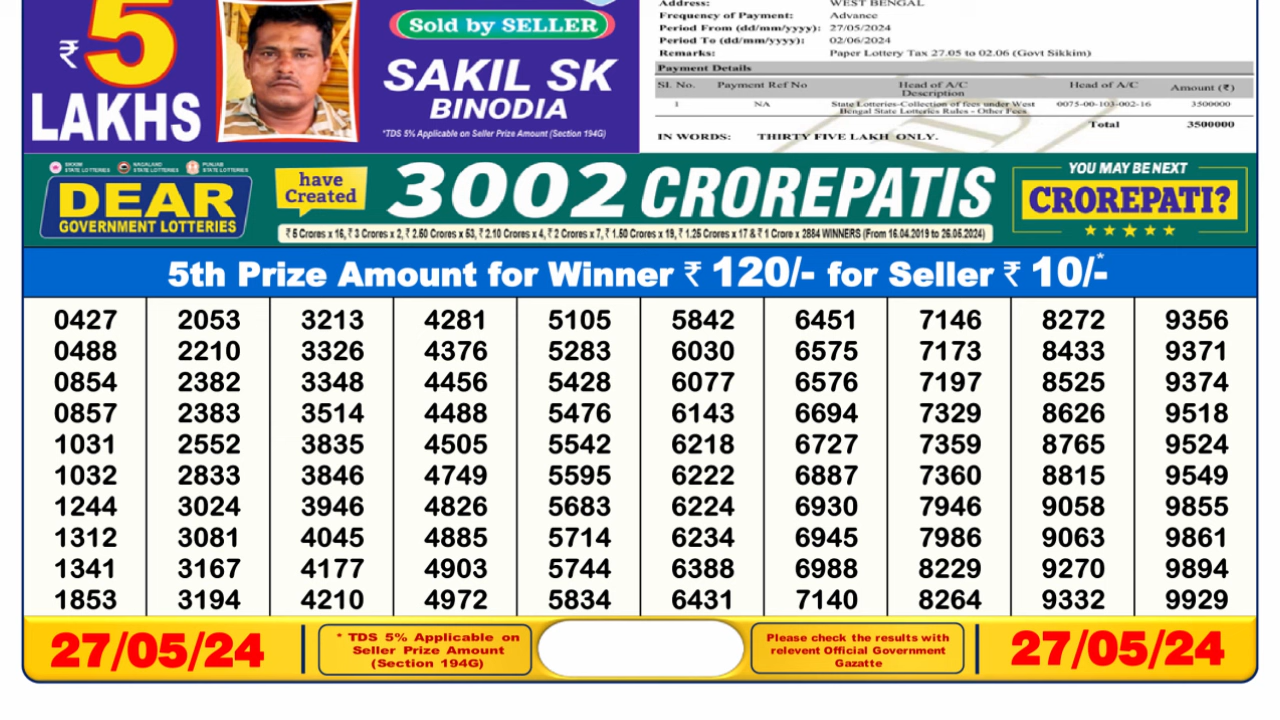 ₹ 5
LAKHS
Sold by SELLER
SAKIL SK
BINODIA
*TDS 5% Applicable on Seller Prize Amount (Section 194G)
Address: WEST BENGAL
Frequency of Payment: Advance
Period From (dd/mm/yyyy): 27/05/2024
Period To (dd/mm/yyyy): 02/06/2024
Remarks: Paper Lottery Tax 27.05 to 02.06 (Govt Sikkim)
Payment Details
Sl. No. Payment Ref No Head of A/C Description Head of A/C Amount (₹)
1 NA State Lotteries-Collection of fees under West Bengal State Lotteries Rules - Other Fees 0075-00-103-002-16 3500000
Total 3500000
IN WORDS: THIRTY FIVE LAKH ONLY.
SIKKIM STATE LOTTERIES NAGALAND STATE LOTTERIES PUNJAB STATE LOTTERIES
DEAR
GOVERNMENT LOTTERIES
have
Created
3002 CROREPATIS
₹ 5 Crores x 16, ₹ 3 Crores x 2, ₹ 2.50 Crores x 53, ₹ 2.10 Crores x 4, ₹ 2 Crores x 7, ₹ 1.50 Crores x 19, ₹ 1.25 Crores x 17 & ₹ 1 Crore x 2884 WINNERS (From 16.04.2019 to 26.05.2024)
YOU MAY BE NEXT
CROREPATI?
5th Prize Amount for Winner ₹ 120/- for Seller ₹ 10/-*
0427 2053 3213 4281 5105 5842 6451 7146 8272 9356
0488 2210 3326 4376 5283 6030 6575 7173 8433 9371
0854 2382 3348 4456 5428 6077 6576 7197 8525 9374
0857 2383 3514 4488 5476 6143 6694 7329 8626 9518
1031 2552 3835 4505 5542 6218 6727 7359 8765 9524
1032 2833 3846 4749 5595 6222 6887 7360 8815 9549
1244 3024 3946 4826 5683 6224 6930 7946 9058 9855
1312 3081 4045 4885 5714 6234 6945 7986 9063 9861
1341 3167 4177 4903 5744 6388 6988 8229 9270 9894
1853 3194 4210 4972 5834 6431 7140 8264 9332 9929
27/05/24
* TDS 5% Applicable on
Seller Prize Amount
(Section 194G)
Please check the results with
relevent Official Government
Gazatte
27/05/24